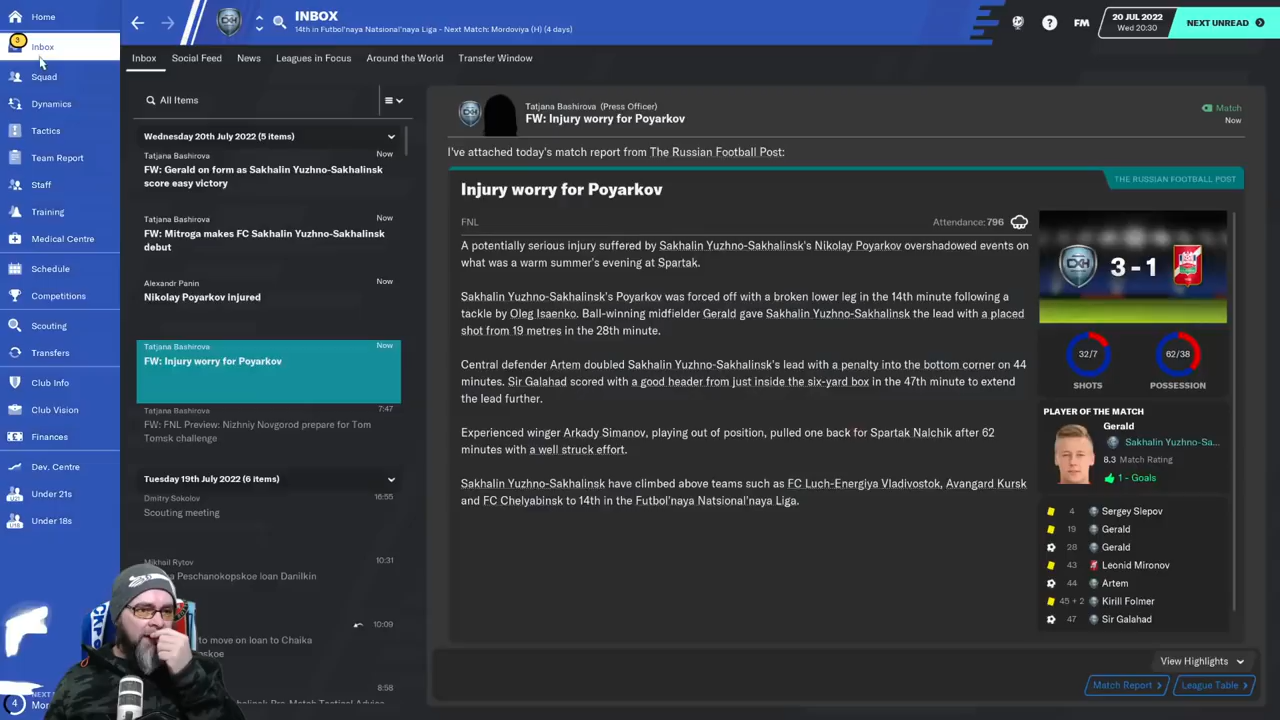 Home
Inbox
3
Squad
Dynamics
Tactics
Team Report
Staff
Training
Medical Centre
Schedule
Competitions
Scouting
Transfers
Club Info
Club Vision
Finances
Dev. Centre
Under 21s
Under 18s
4
INBOX
14th in Futbol'naya Natsional'naya Liga - Next Match: Mordoviya (H) (4 days)
FM
20 JUL 2022
Wed 20:30
NEXT UNREAD
Inbox
Social Feed
News
Leagues in Focus
Around the World
Transfer Window
All Items
Wednesday 20th July 2022 (5 items)
Tatjana Bashirova
Now
FW: Gerald on form as Sakhalin Yuzhno-Sakhalinsk
score easy victory
Tatjana Bashirova
Now
FW: Mitroga makes FC Sakhalin Yuzhno-Sakhalinsk
debut
Alexandr Panin
Now
Nikolay Poyarkov injured
Tatjana Bashirova
Now
FW: Injury worry for Poyarkov
Tatjana Bashirova
7:47
FW: FNL Preview: Nizhniy Novgorod prepare for Tom
Tomsk challenge
Tuesday 19th July 2022 (6 items)
Dmitry Sokolov
16:55
Scouting meeting
Mikhail Rytov
10:31
Peschanokopskoe loan Danilkin
10:09
to move on loan to Chaika
8:58
Pre-Match Tactical Advice
Tatjana Bashirova (Press Officer)
FW: Injury worry for Poyarkov
Match
Now
I've attached today's match report from The Russian Football Post:
THE RUSSIAN FOOTBALL POST
Injury worry for Poyarkov
FNL
Attendance: 796
A potentially serious injury suffered by Sakhalin Yuzhno-Sakhalinsk's Nikolay Poyarkov overshadowed events on
what was a warm summer's evening at Spartak.
Sakhalin Yuzhno-Sakhalinsk's Poyarkov was forced off with a broken lower leg in the 14th minute following a
tackle by Oleg Isaenko. Ball-winning midfielder Gerald gave Sakhalin Yuzhno-Sakhalinsk the lead with a placed
shot from 19 metres in the 28th minute.
Central defender Artem doubled Sakhalin Yuzhno-Sakhalinsk's lead with a penalty into the bottom corner on 44
minutes. Sir Galahad scored with a good header from just inside the six-yard box in the 47th minute to extend
the lead further.
Experienced winger Arkady Simanov, playing out of position, pulled one back for Spartak Nalchik after 62
minutes with a well struck effort.
Sakhalin Yuzhno-Sakhalinsk have climbed above teams such as FC Luch-Energiya Vladivostok, Avangard Kursk
and FC Chelyabinsk to 14th in the Futbol'naya Natsional'naya Liga.
3 - 1
32/7
SHOTS
62/38
POSSESSION
PLAYER OF THE MATCH
Gerald
Sakhalin Yuzhno-Sa...
8.3 Match Rating
1 - Goals
4 Sergey Slepov
19 Gerald
28 Gerald
43 Leonid Mironov
44 Artem
45 + 2 Kirill Folmer
47 Sir Galahad
View Highlights
Match Report
League Table